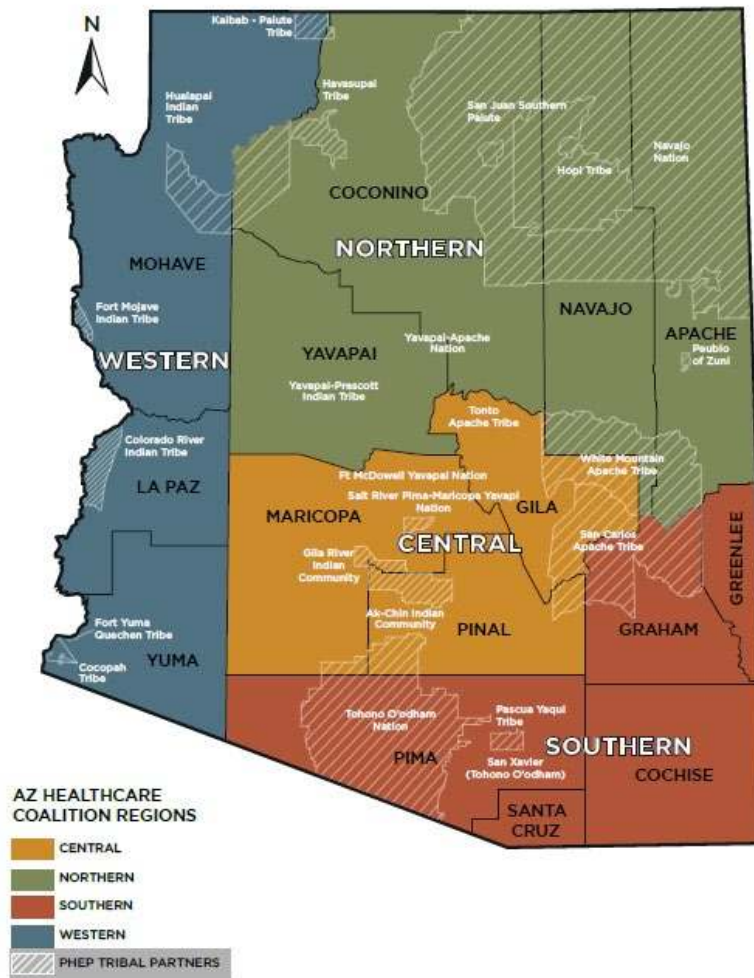 N
Kaibab - Paiute
Tribe
Hualapai
Indian
Tribe
Havasupai
Tribe
San Juan Southern
Paiute
Navajo
Nation
Hopi Tribe
COCONINO
NORTHERN
MOHAVE
Fort Mojave
Indian Tribe
WESTERN
NAVAJO
APACHE
Peublo
of Zuni
YAVAPAI
Yavapai-Apache
Nation
Yavapai-Prescott
Indian Tribe
Tonto
Apache Tribe
Colorado River
Indian Tribe
LA PAZ
White Mountain
Apache Tribe
Ft McDowell Yavapai Nation
Salt River Pima-Maricopa Yavapi
Nation
MARICOPA
GILA
CENTRAL
San Carlos
Apache Tribe
Gila River
Indian
Community
GREENLEE
Ak-Chin Indian
Community
PINAL
GRAHAM
Fort Yuma
Quechen Tribe
YUMA
Cocopah
Tribe
Tohono O'odham
Nation
Pascua Yaqui
Tribe
SOUTHERN
PIMA
San Xavier
(Tohono O'odham)
COCHISE
SANTA
CRUZ
AZ HEALTHCARE
COALITION REGIONS
CENTRAL
NORTHERN
SOUTHERN
WESTERN
PHEP TRIBAL PARTNERS